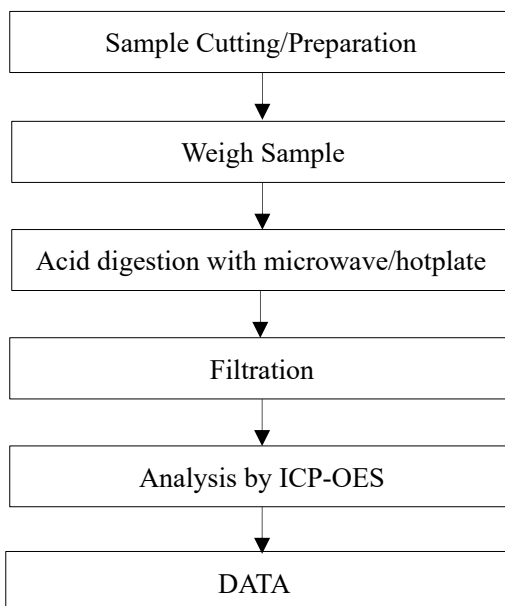 Sample Cutting/Preparation
Weigh Sample
Acid digestion with microwave/hotplate
Filtration
Analysis by ICP-OES
DATA